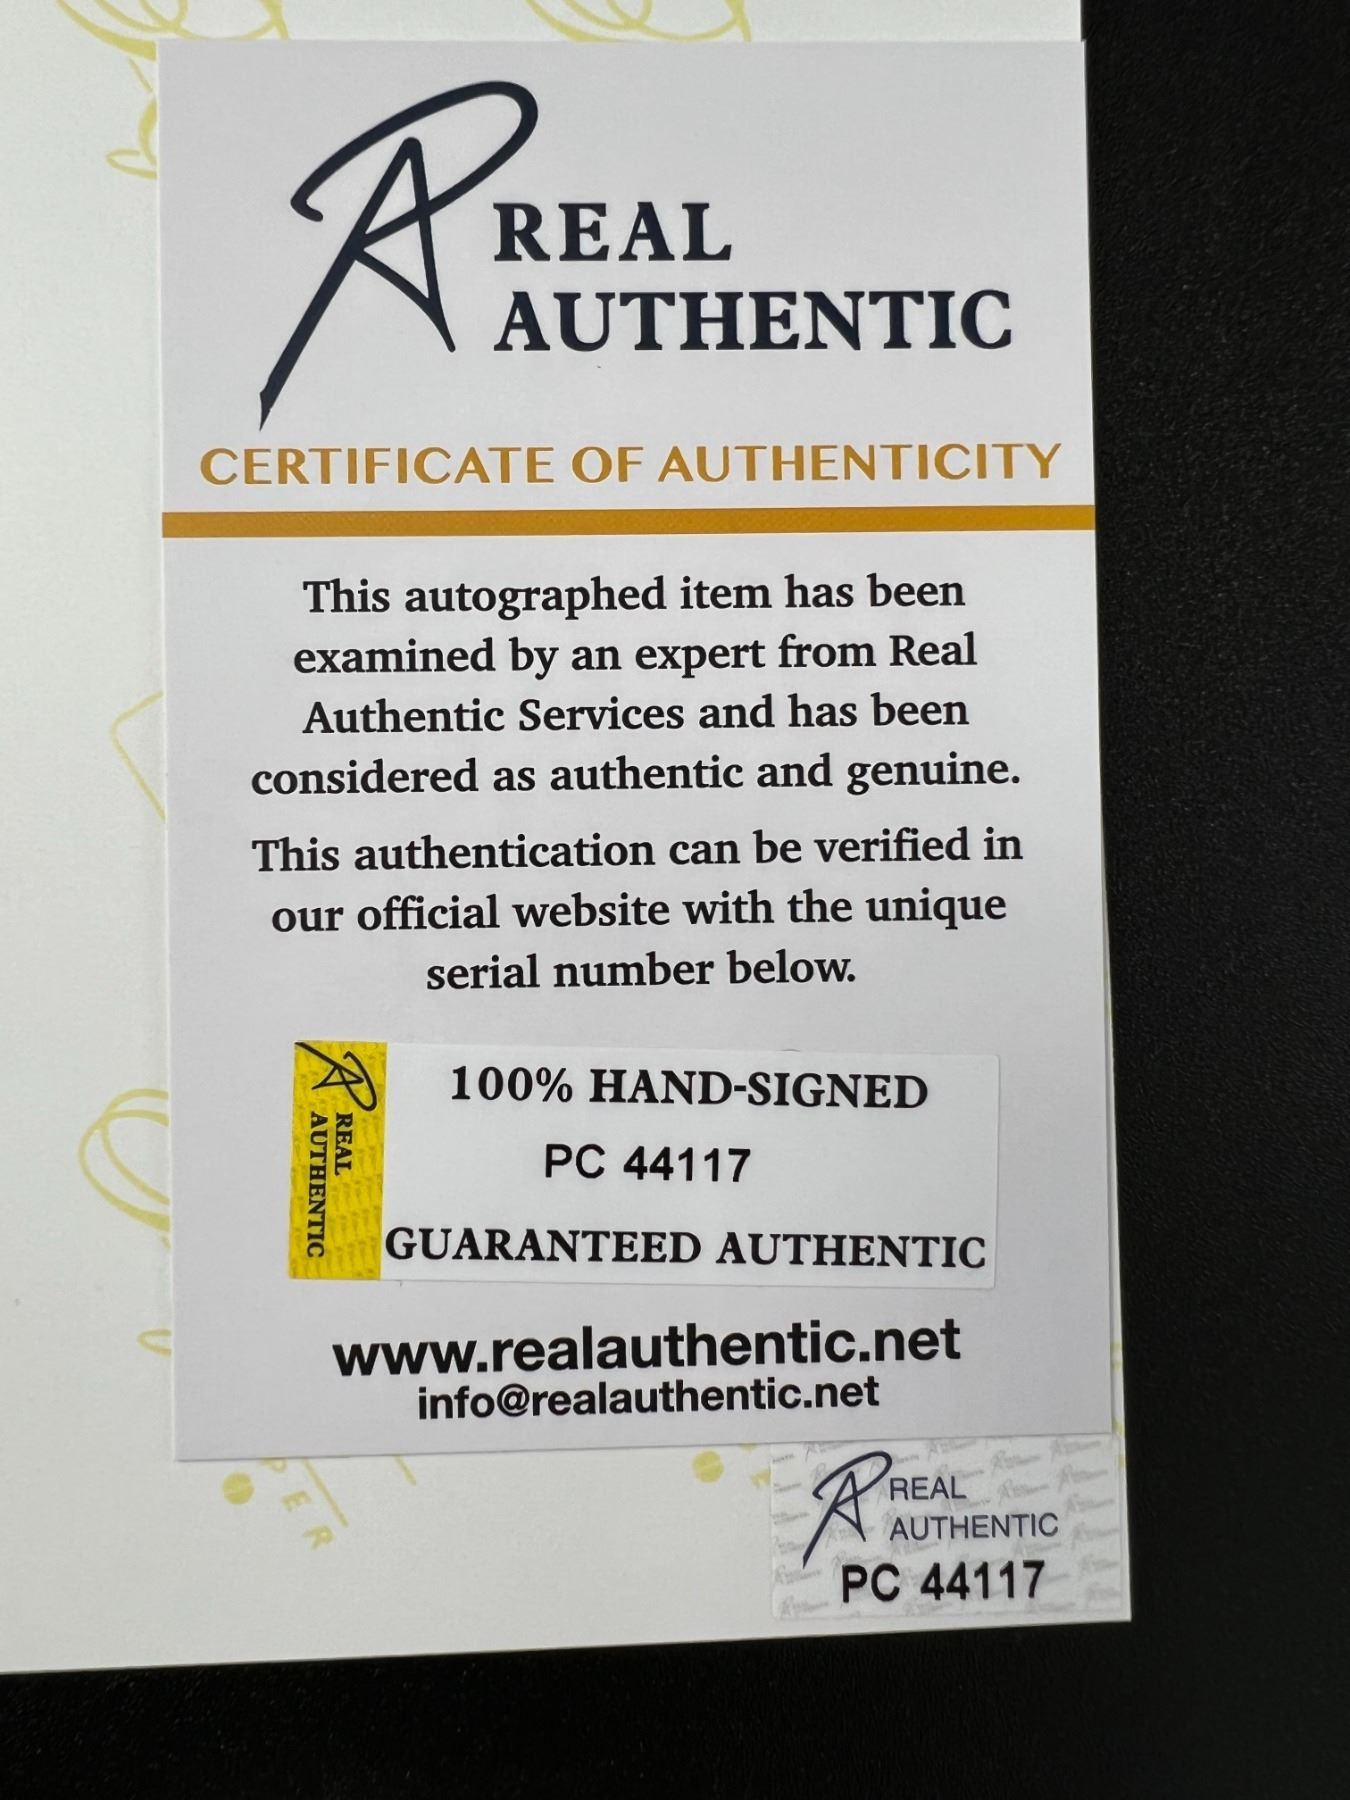 REAL
AUTHENTIC
CERTIFICATE OF AUTHENTICITY
This autographed item has been
examined by an expert from Real
Authentic Services and has been
considered as authentic and genuine.
This authentication can be verified in
our official website with the unique
serial number below.
REAL
AUTHENTIC
100% HAND-SIGNED
PC 44117
GUARANTEED AUTHENTIC
www.realauthentic.net
info@realauthentic.net
REAL
AUTHENTIC
PC 44117